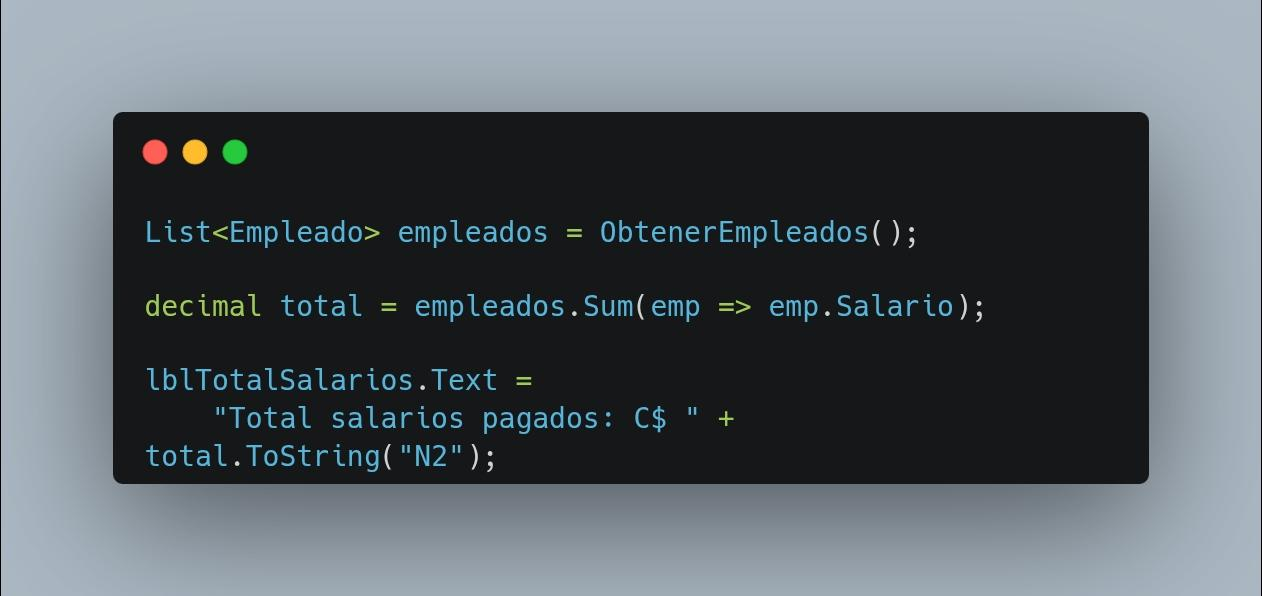 List<Empleado> empleados = ObtenerEmpleados();
decimal total = empleados.Sum(emp => emp.Salario);
lblTotalSalarios.Text =
    "Total salarios pagados: C$ " +
total.ToString("N2");